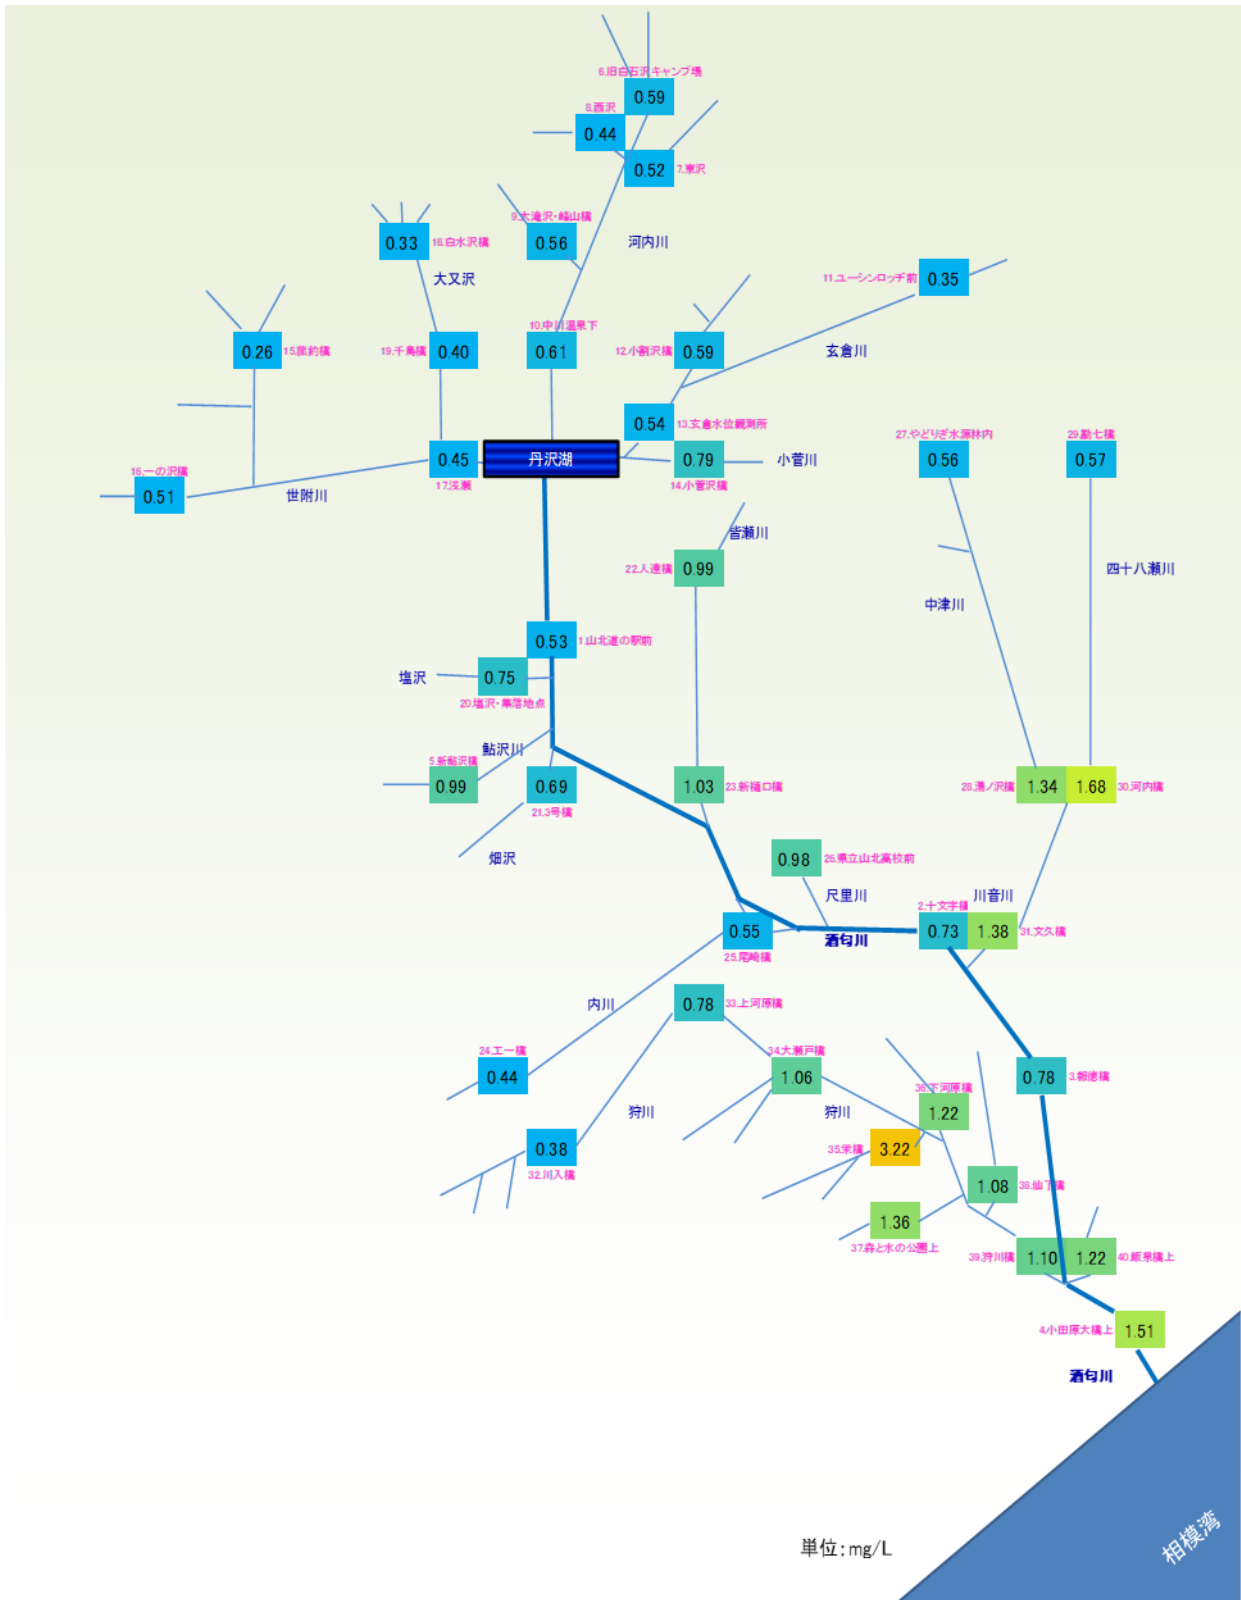 6.旧白石沢キャンプ場
0.59
8.西沢
0.44
0.52
7.東沢
9.大滝沢・峰山橋
0.56
河内川
0.33
18.白水沢橋
大又沢
11.ユーシンロッヂ前
0.35
10.中川温泉下
0.26
15.菰釣橋
19.千鳥橋
0.40
0.61
12.小割沢橋
0.59
玄倉川
0.54
13.玄倉水位観測所
27.やどりぎ水源林内
29.勘七橋
0.45
丹沢湖
0.79
小菅川
0.56
0.57
16.一の沢橋
0.51
世附川
17.浅瀬
14.小菅沢橋
皆瀬川
22.人遠橋
0.99
四十八瀬川
中津川
0.53
1.山北道の駅前
塩沢
0.75
20.塩沢・集落地点
鮎沢川
5.新鮎沢橋
0.99
0.69
21.3号橋
1.03
23.新樋口橋
28.湯ノ沢橋
1.34
1.68
30.河内橋
畑沢
0.98
26.県立山北高校前
尺里川
川音川
2.十文字橋
0.55
酒匂川
0.73
1.38
31.文久橋
25.尾崎橋
内川
0.78
33.上河原橋
24.エー橋
0.44
34.大瀬戸橋
1.06
0.78
3.報徳橋
狩川
狩川
36.下河原橋
1.22
0.38
32.川入橋
35.栄橋
3.22
1.08
38.仙了橋
1.36
37.森と水の公園上
39.狩川橋
1.10
1.22
40.飯泉橋上
4.小田原大橋上
1.51
酒匂川
相模湾
単位：mg/L